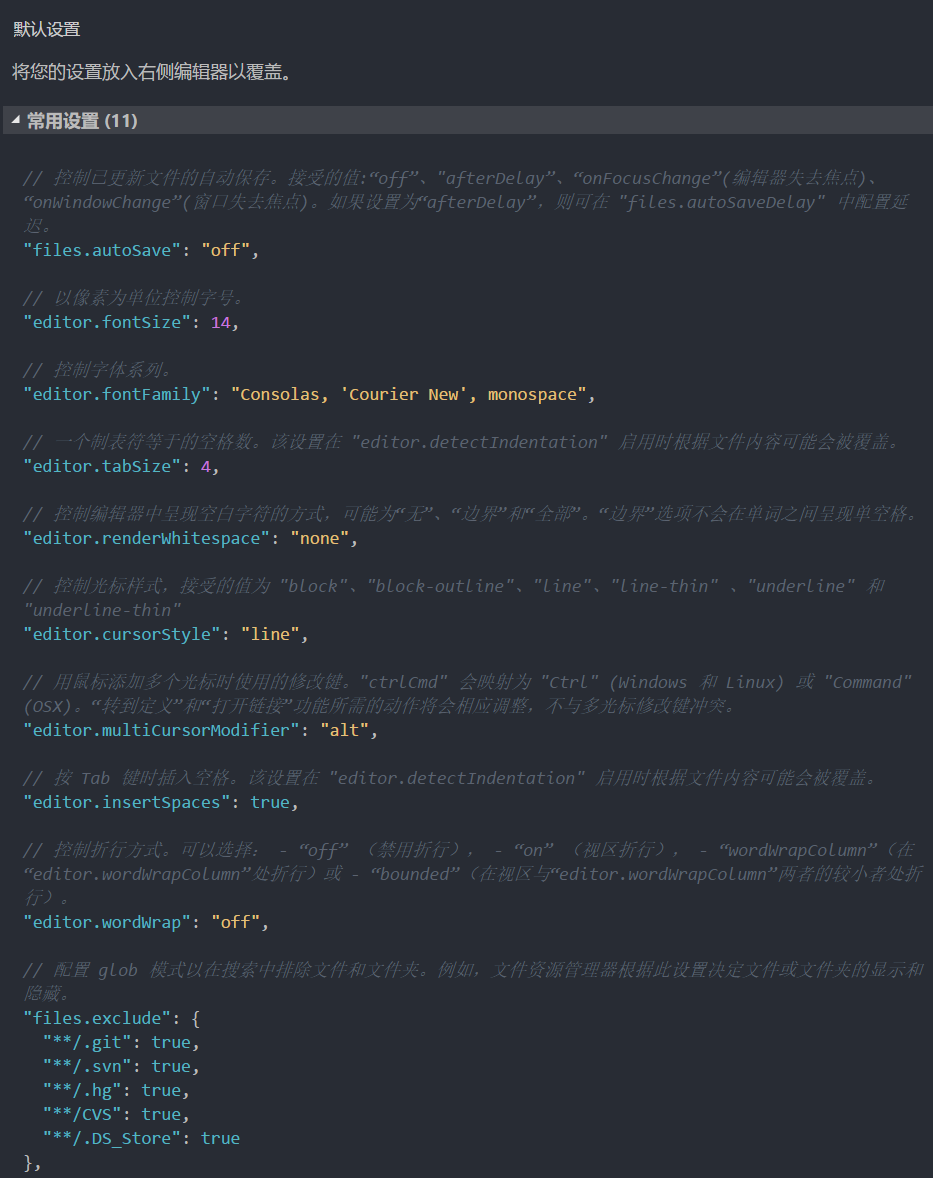 默认设置
将您的设置放入右侧编辑器以覆盖。
常用设置 (11)
// 控制已更新文件的自动保存。接受的值:“off”、"afterDelay”、“onFocusChange”(编辑器失去焦点)、
“onWindowChange”(窗口失去焦点)。如果设置为“afterDelay”，则可在 "files.autoSaveDelay" 中配置延
迟。
"files.autoSave": "off",
// 以像素为单位控制字号。
"editor.fontSize": 14,
// 控制字体系列。
"editor.fontFamily": "Consolas, 'Courier New', monospace",
// 一个制表符等于的空格数。该设置在 "editor.detectIndentation" 启用时根据文件内容可能会被覆盖。
"editor.tabSize": 4,
// 控制编辑器中呈现空白字符的方式，可能为“无”、“边界”和“全部”。“边界”选项不会在单词之间呈现单空格。
"editor.renderWhitespace": "none",
// 控制光标样式，接受的值为 "block"、"block-outline"、"line"、"line-thin" 、"underline" 和
"underline-thin"
"editor.cursorStyle": "line",
// 用鼠标添加多个光标时使用的修改键。"ctrlCmd" 会映射为 "Ctrl" (Windows 和 Linux) 或 "Command"
(OSX)。“转到定义”和“打开链接”功能所需的动作将会相应调整，不与多光标修改键冲突。
"editor.multiCursorModifier": "alt",
// 按 Tab 键时插入空格。该设置在 "editor.detectIndentation" 启用时根据文件内容可能会被覆盖。
"editor.insertSpaces": true,
// 控制折行方式。可以选择： - “off” （禁用折行）， - “on” （视区折行）， - “wordWrapColumn”（在
“editor.wordWrapColumn”处折行）或 - “bounded”（在视区与“editor.wordWrapColumn”两者的较小者处折
行）。
"editor.wordWrap": "off",
// 配置 glob 模式以在搜索中排除文件和文件夹。例如，文件资源管理器根据此设置决定文件或文件夹的显示和
隐藏。
"files.exclude": {
"**/.git": true,
"**/.svn": true,
"**/.hg": true,
"**/CVS": true,
"**/.DS_Store": true
},